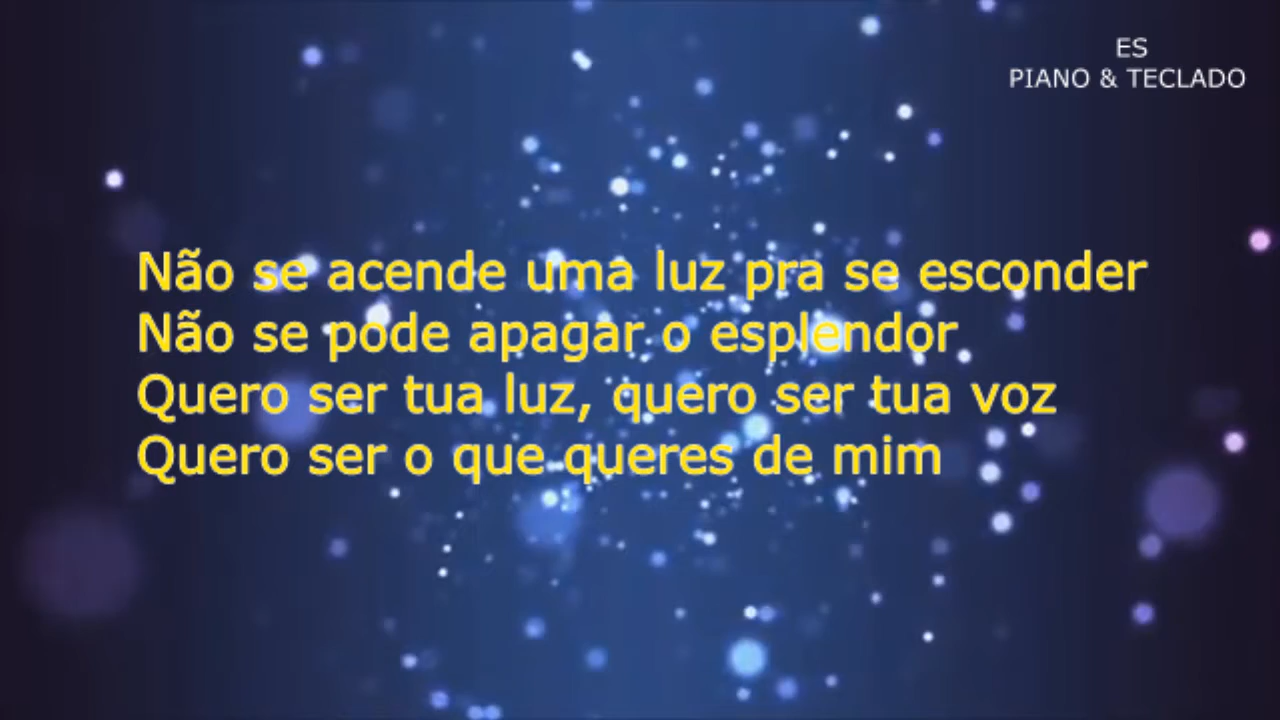 ES
PIANO & TECLADO
Não se acende uma luz pra se esconder
Não se pode apagar o esplendor
Quero ser tua luz, quero ser tua voz
Quero ser o que queres de mim